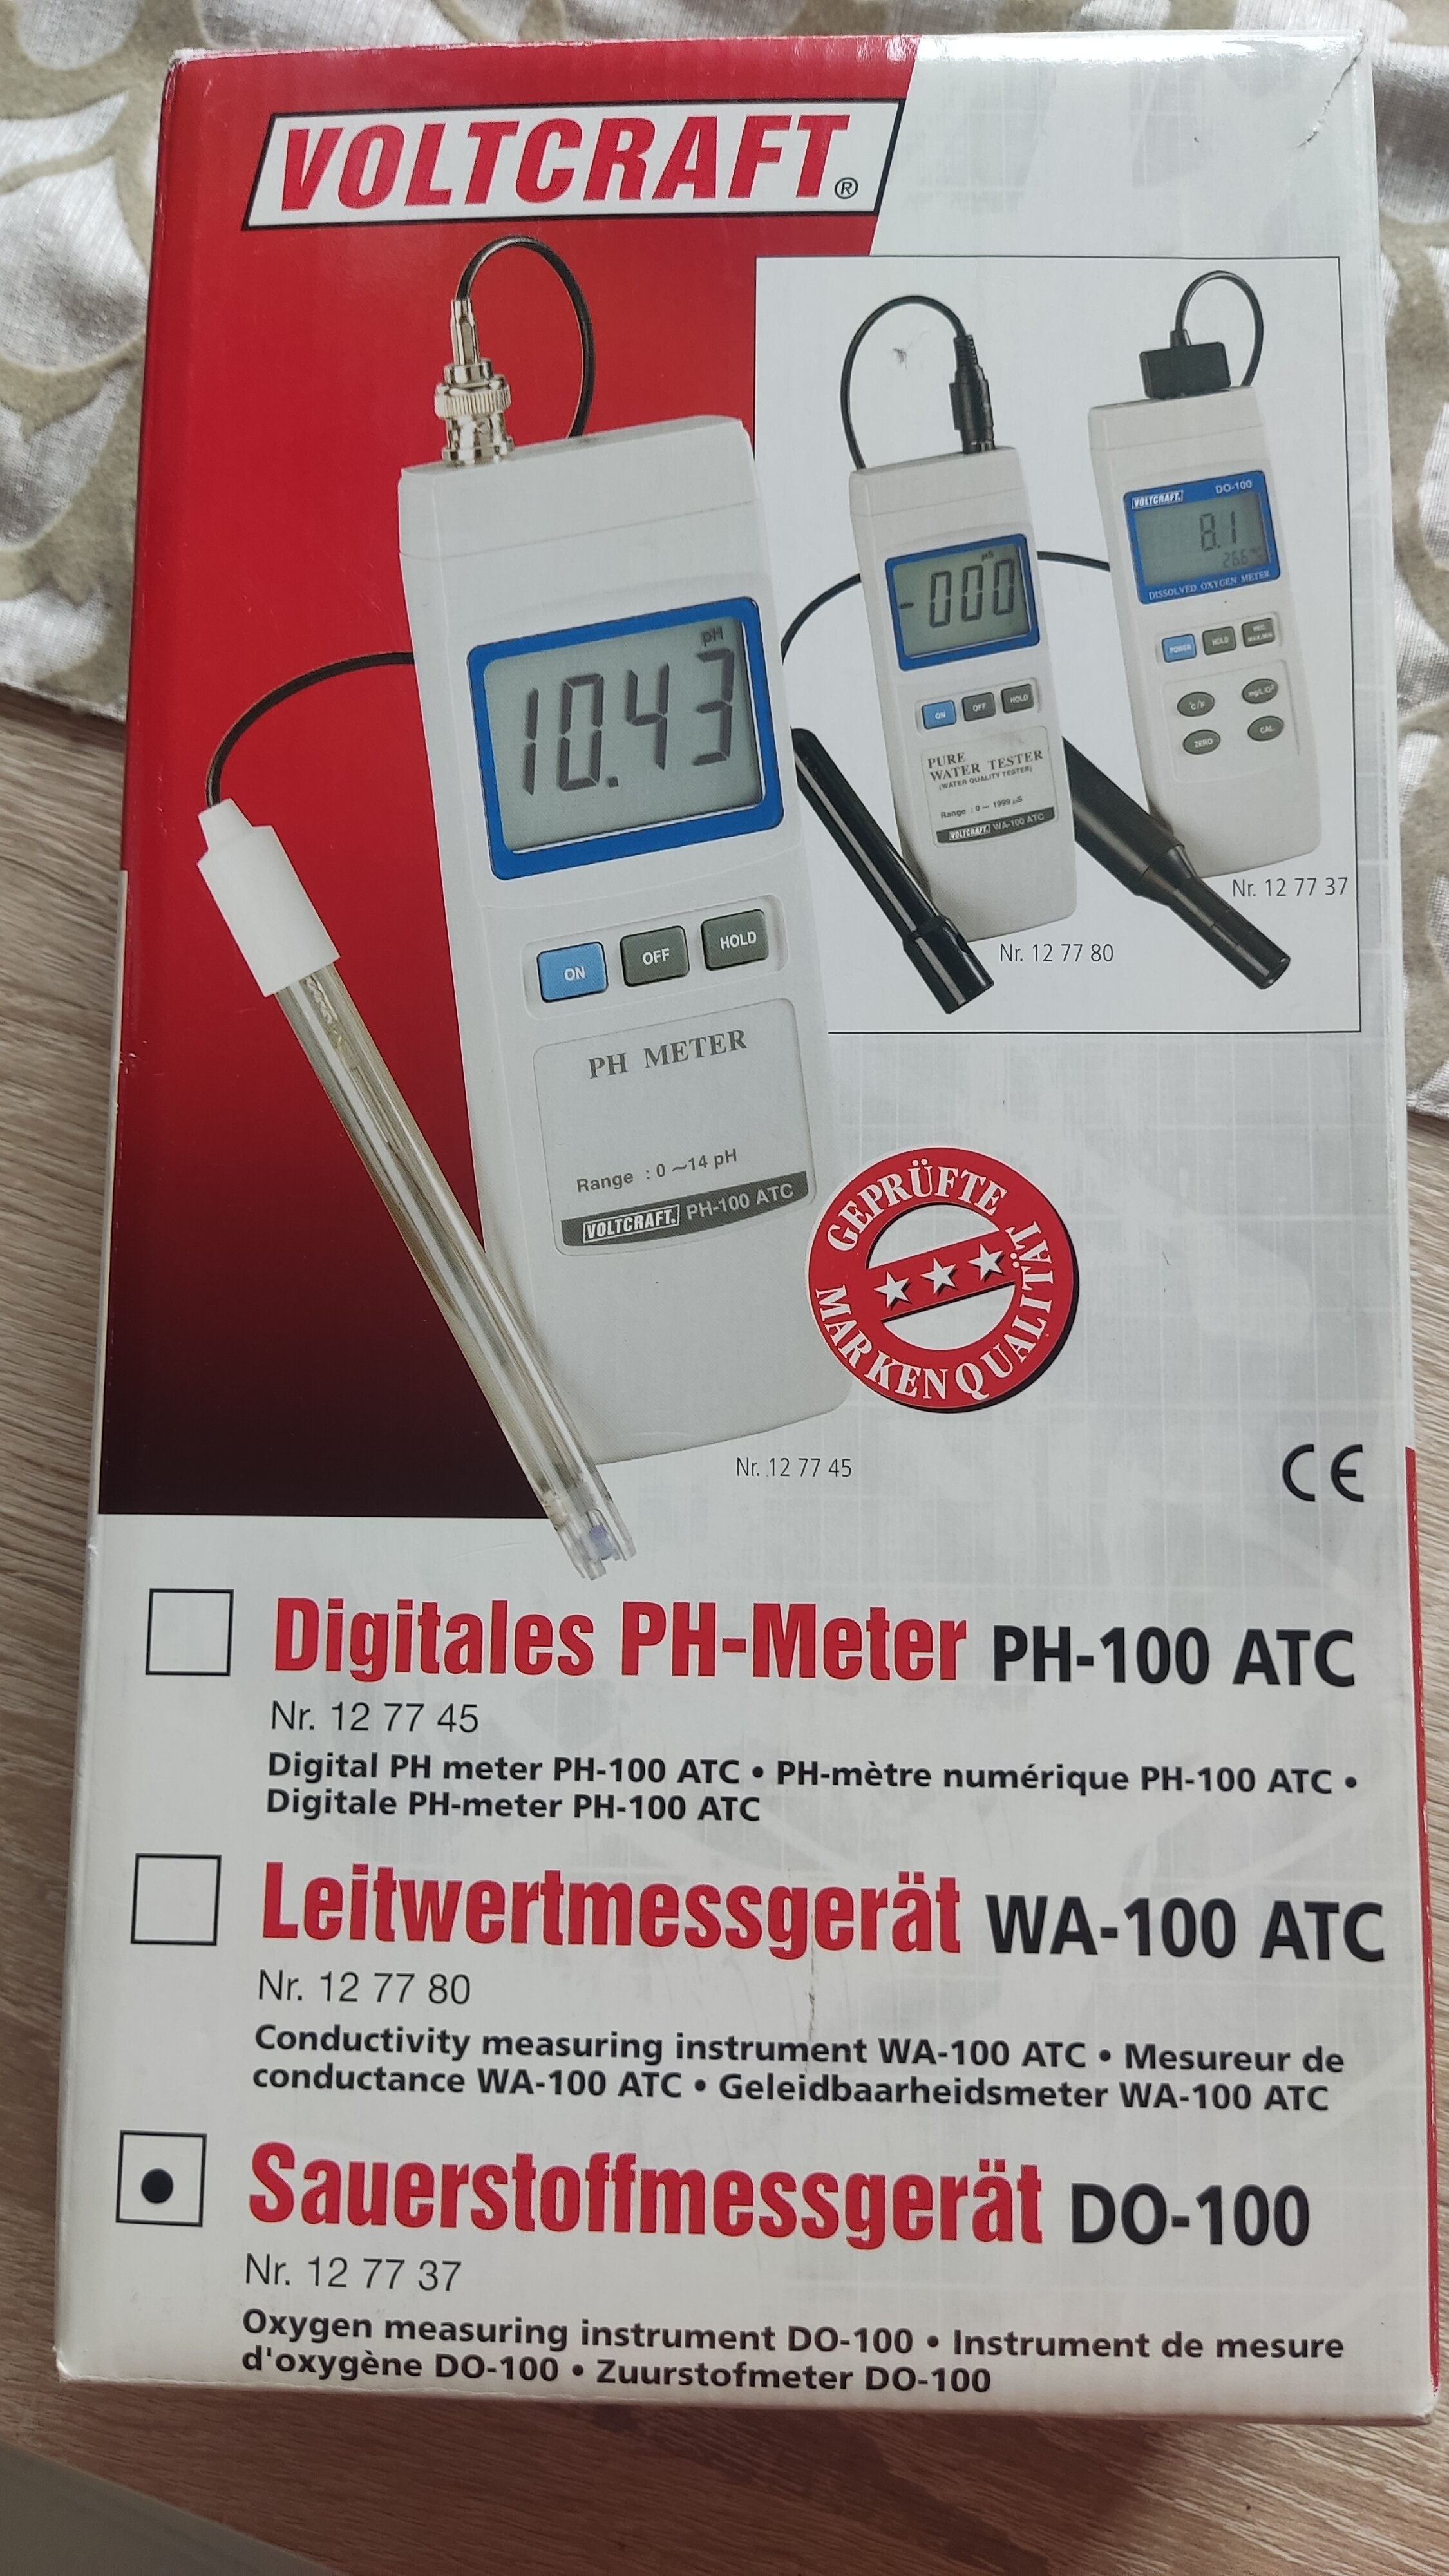 VOLTCRAFT®
pH
10.43
ON OFF HOLD
PH METER
Range : 0 ~14 pH
VOLTCRAFT. PH-100 ATC
Nr. 12 77 45
µS
-000
ON OFF HOLD
PURE
WATER TESTER
(WATER QUALITY TESTER)
Range : 0 ~ 1999 µS
VOLTCRAFT. WA-100 ATC
Nr. 12 77 80
VOLTCRAFT. DO-100
8.1
26.6
DISSOLVED OXYGEN METER
POWER HOLD REC. MAX/MIN
°C/°F
ZERO CAL
Nr. 12 77 37
GEPRÜFTE
MARKENQUALITÄT
CE
Digitales PH-Meter PH-100 ATC
Nr. 12 77 45
Digital PH meter PH-100 ATC • PH-mètre numérique PH-100 ATC •
Digitale PH-meter PH-100 ATC
Leitwertmessgerät WA-100 ATC
Nr. 12 77 80
Conductivity measuring instrument WA-100 ATC • Mesureur de
conductance WA-100 ATC • Geleidbaarheidsmeter WA-100 ATC
Sauerstoffmessgerät DO-100
Nr. 12 77 37
Oxygen measuring instrument DO-100 • Instrument de mesure
d'oxygène DO-100 • Zuurstofmeter DO-100